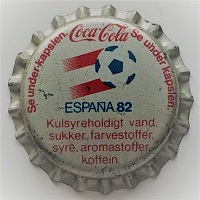 Se under kapslen. Coca-Cola Se under kapslen.
ESPAÑA 82
Kulsyreholdigt vand,
sukker, farvestoffer,
syre, aromastoffer,
koffein.